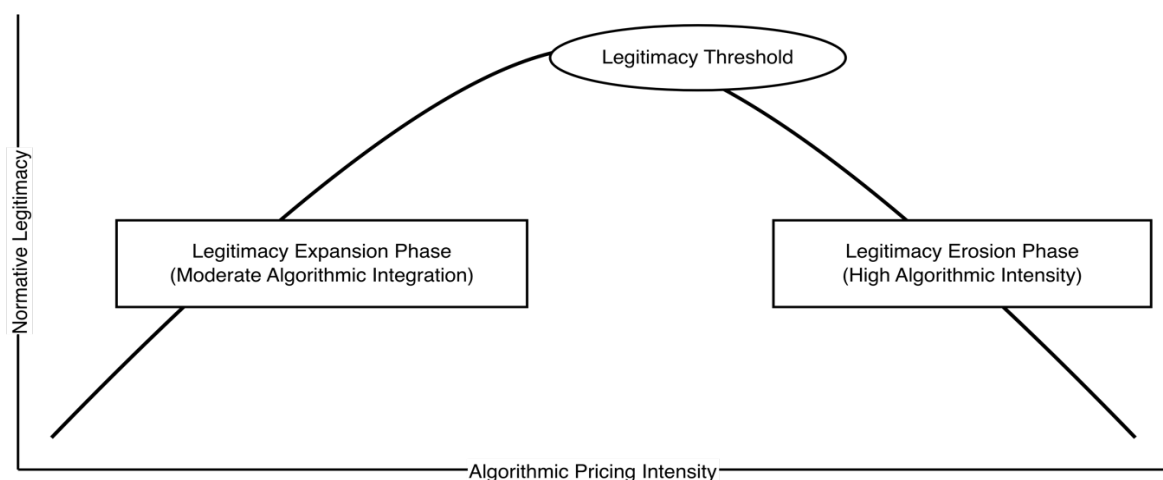 Legitimacy Threshold
Normative Legitimacy
Legitimacy Expansion Phase
(Moderate Algorithmic Integration)
Legitimacy Erosion Phase
(High Algorithmic Intensity)
Algorithmic Pricing Intensity